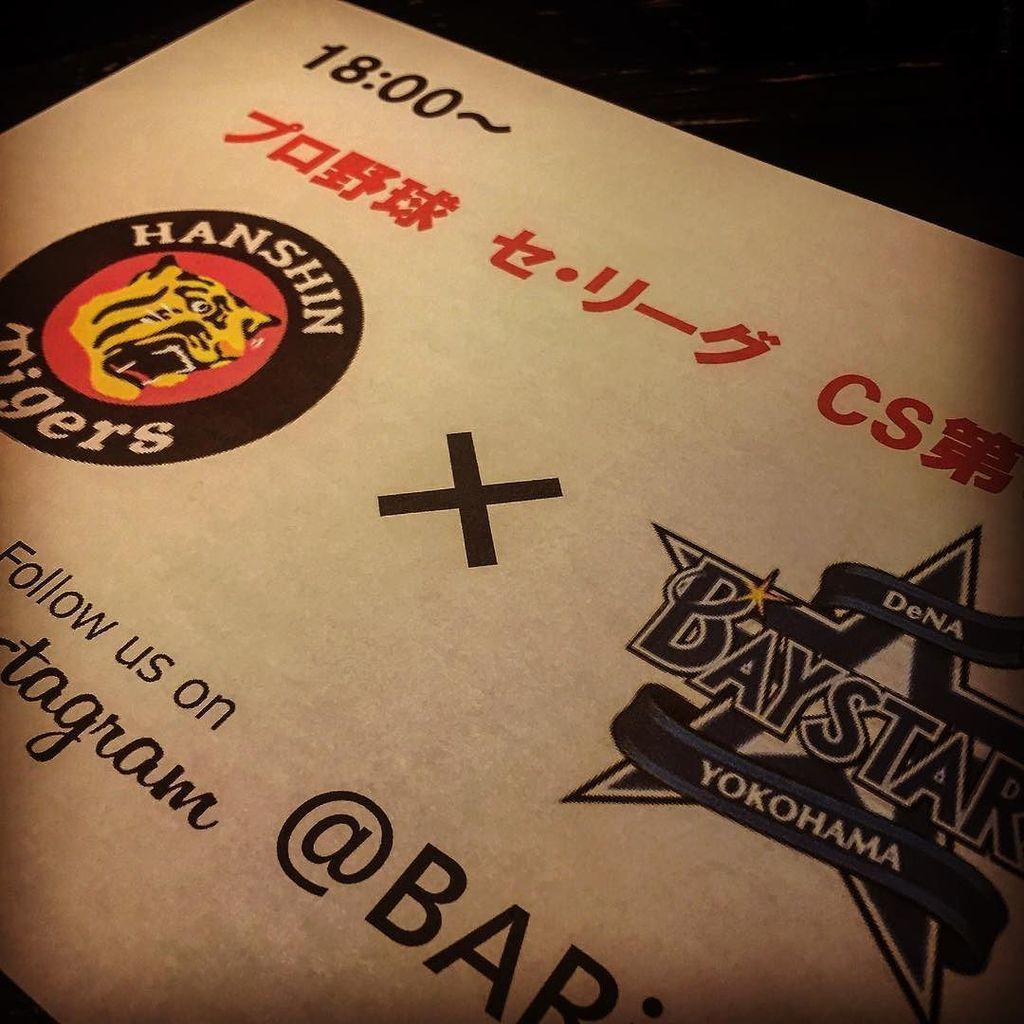 18:00~
プロ野球 セ・リーグ CS第
HANSHIN
Tigers
×
DeNA
BAYSTAR
YOKOHAMA
Follow us on
tagram
@BAR